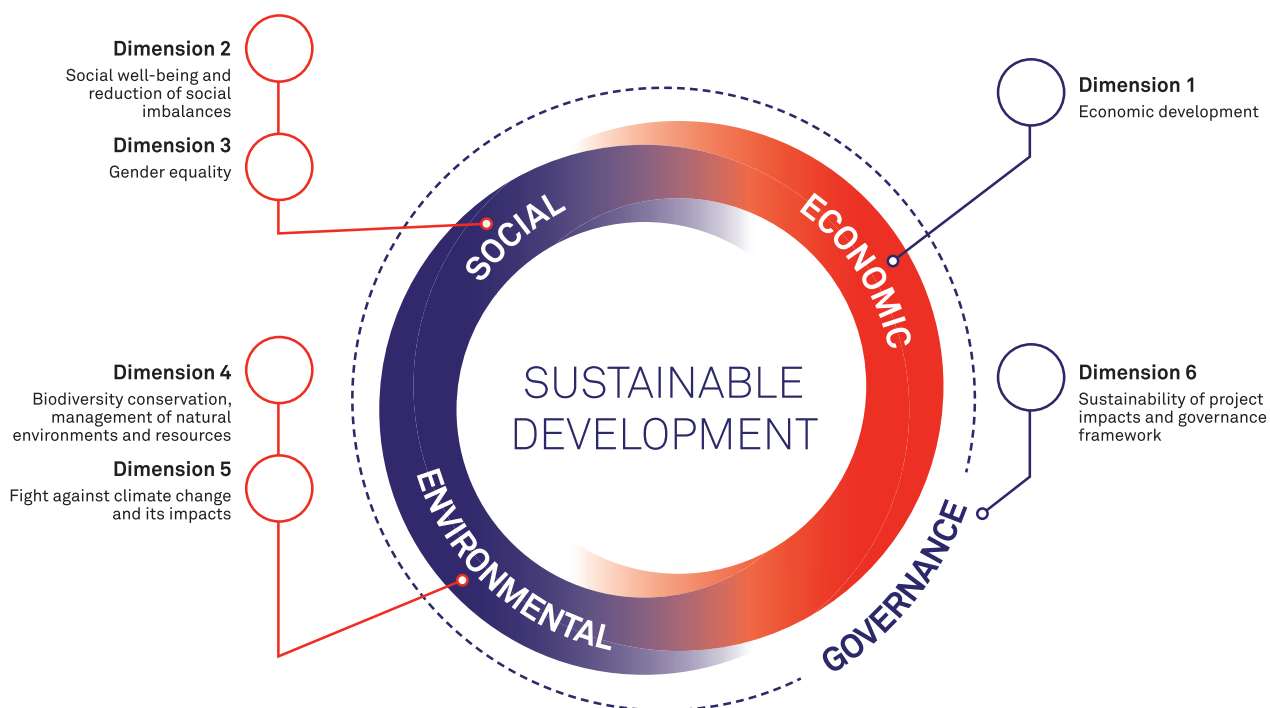 Dimension 2
Social well-being and
reduction of social
imbalances
Dimension 3
Gender equality
Dimension 4
Biodiversity conservation,
management of natural
environments and resources
Dimension 5
Fight against climate change
and its impacts
SOCIAL
ECONOMIC
SUSTAINABLE
DEVELOPMENT
ENVIRONMENTAL
GOVERNANCE
Dimension 1
Economic development
Dimension 6
Sustainability of project
impacts and governance
framework